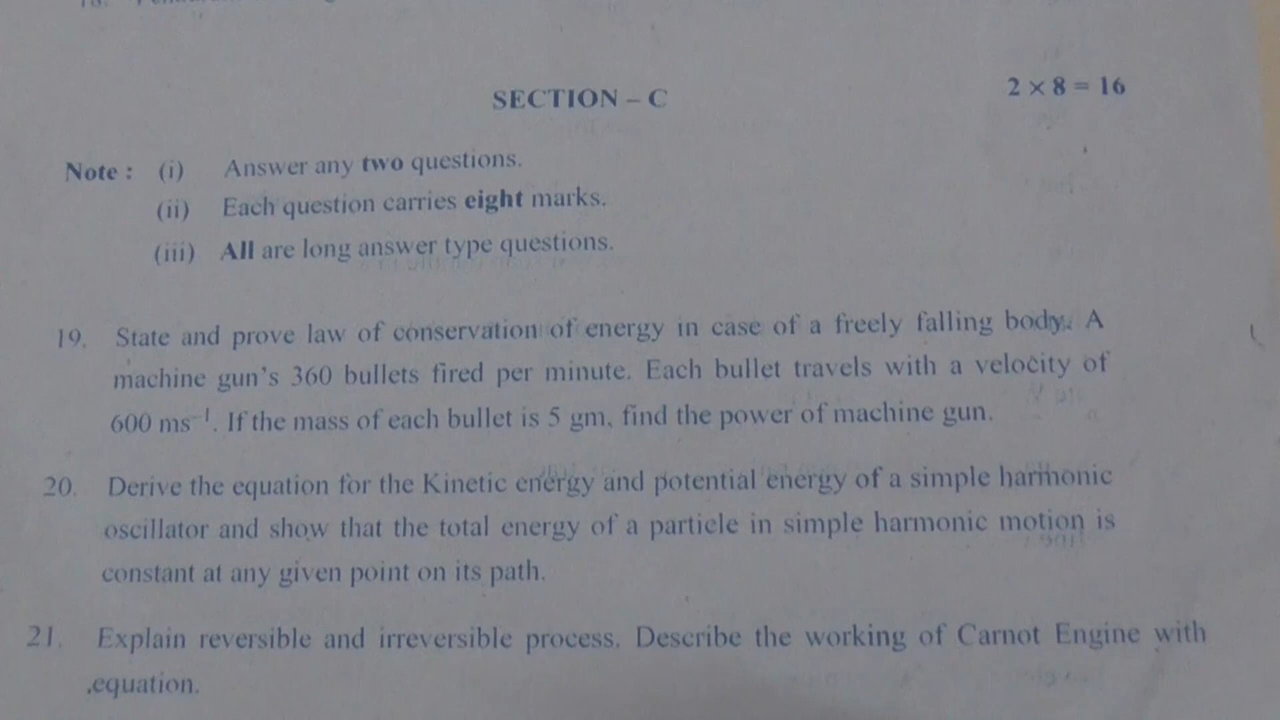 SECTION – C
2 × 8 = 16
Note : (i) Answer any two questions.
(ii) Each question carries eight marks.
(iii) All are long answer type questions.
19. State and prove law of conservation of energy in case of a freely falling body. A
machine gun's 360 bullets fired per minute. Each bullet travels with a velocity of
600 ms⁻¹. If the mass of each bullet is 5 gm, find the power of machine gun.
20. Derive the equation for the Kinetic energy and potential energy of a simple harmonic
oscillator and show that the total energy of a particle in simple harmonic motion is
constant at any given point on its path.
21. Explain reversible and irreversible process. Describe the working of Carnot Engine with
equation.